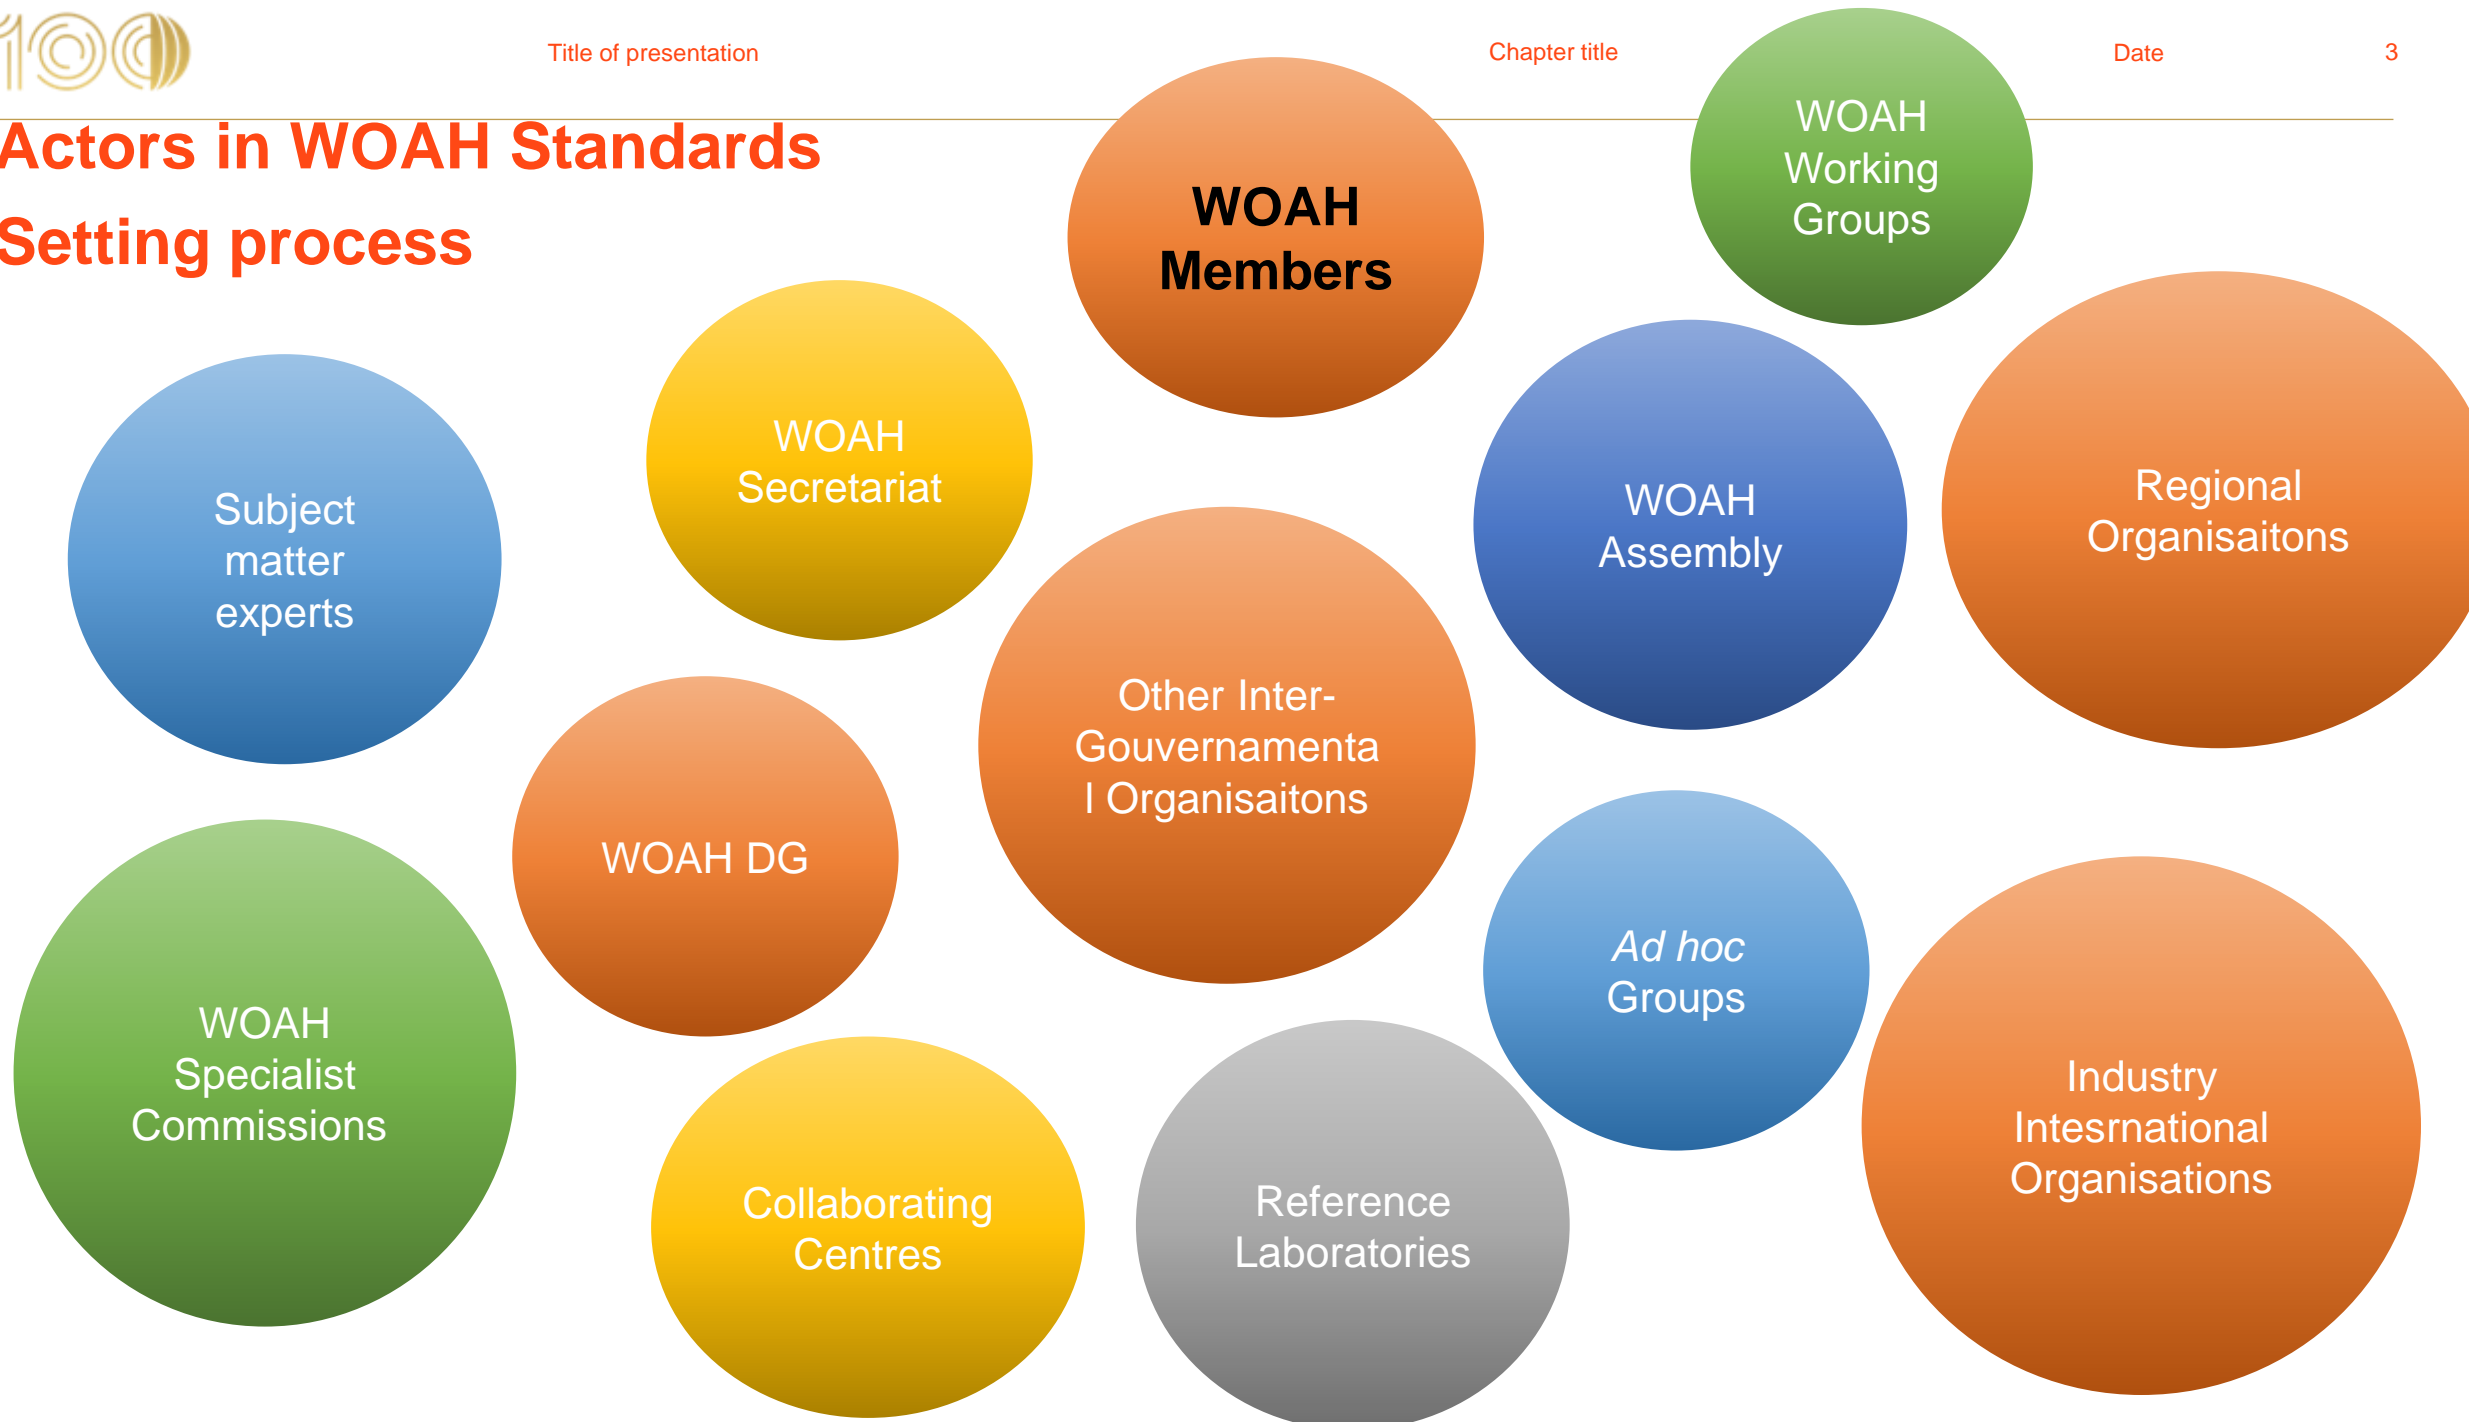 100
Title of presentation
Chapter title
Date
3
Actors in WOAH Standards
Setting process
WOAH
Members
WOAH
Working
Groups
Subject
matter
experts
WOAH
Secretariat
WOAH
Assembly
Regional
Organisaitons
Other Inter-
Gouvernamenta
l Organisaitons
WOAH DG
Ad hoc
Groups
WOAH
Specialist
Commissions
Collaborating
Centres
Reference
Laboratories
Industry
Intesrnational
Organisations